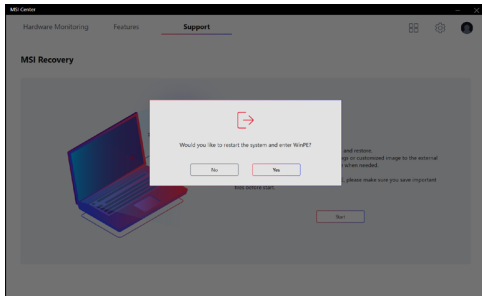 MSI Center
Hardware Monitoring
Features
Support
MSI Recovery
Would you like to restart the system and enter WinPE?
No
Yes
and restore.
or customized image to the external
when needed.
, please make sure you save important
files before start.
Start